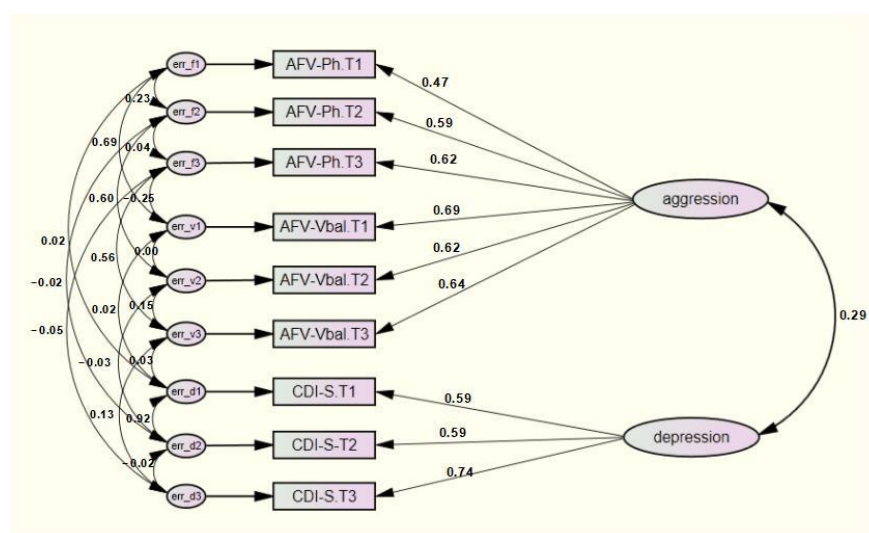 err_f1 AFV-Ph.T1
0.47
0.23
err_f2 AFV-Ph.T2
0.59
0.69 0.04
err_f3 AFV-Ph.T3
0.62
0.60 -0.25
aggression
0.69
err_v1 AFV-Vbal.T1
0.02 0.56 0.00
0.62
err_v2 AFV-Vbal.T2
-0.02
0.64
0.02 0.15
0.29
-0.05
err_v3 AFV-Vbal.T3
-0.03 0.03
err_d1 CDI-S.T1
0.59
0.13 0.92
err_d2 CDI-S-T2
0.59
depression
-0.02
0.74
err_d3 CDI-S.T3